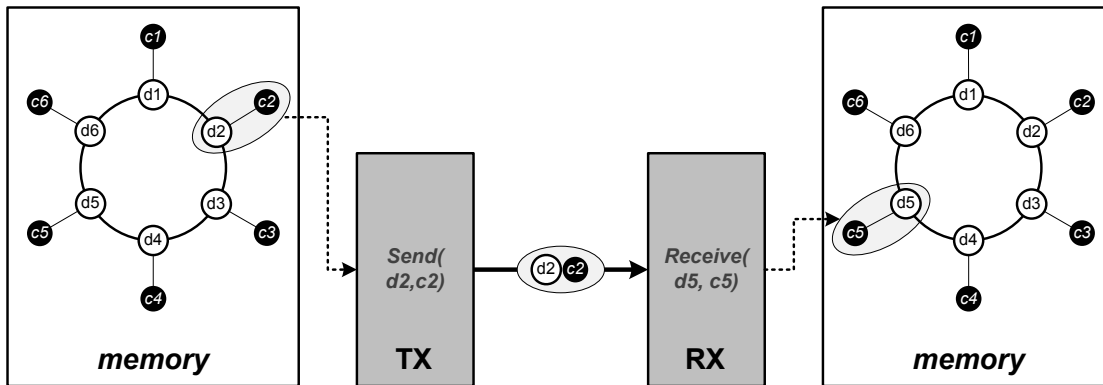 c1
c6
d1
c2
d6
d2
d5
d3
c5
d4
c3
c4
memory
Send(
d2,c2)
TX
d2
c2
Receive(
d5, c5)
RX
c1
c6
d1
c2
d6
d2
d5
d3
c5
d4
c3
c4
memory